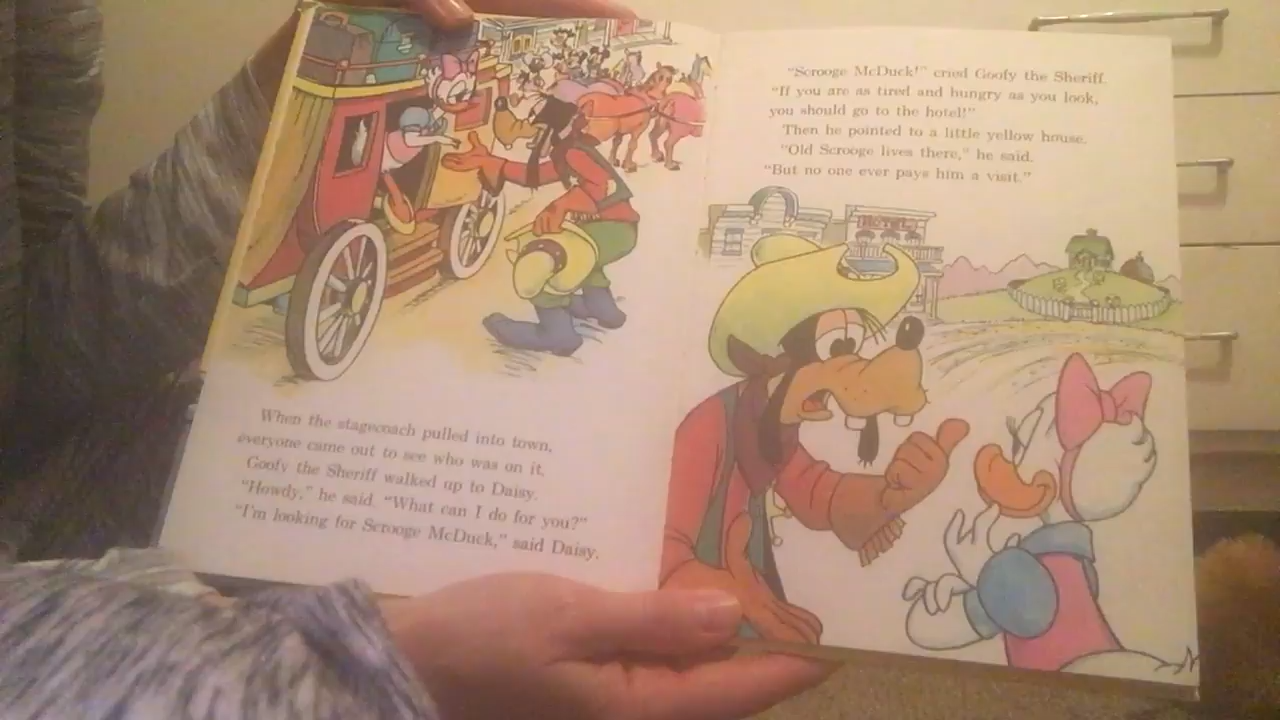 When the stagecoach pulled into town,
everyone came out to see who was on it.
Goofy the Sheriff walked up to Daisy.
"Howdy," he said. "What can I do for you?"
"I'm looking for Scrooge McDuck," said Daisy.
"Scrooge McDuck!" cried Goofy the Sheriff.
"If you are as tired and hungry as you look,
you should go to the hotel!"
Then he pointed to a little yellow house.
"Old Scrooge lives there," he said.
"But no one ever pays him a visit."
HOTEL